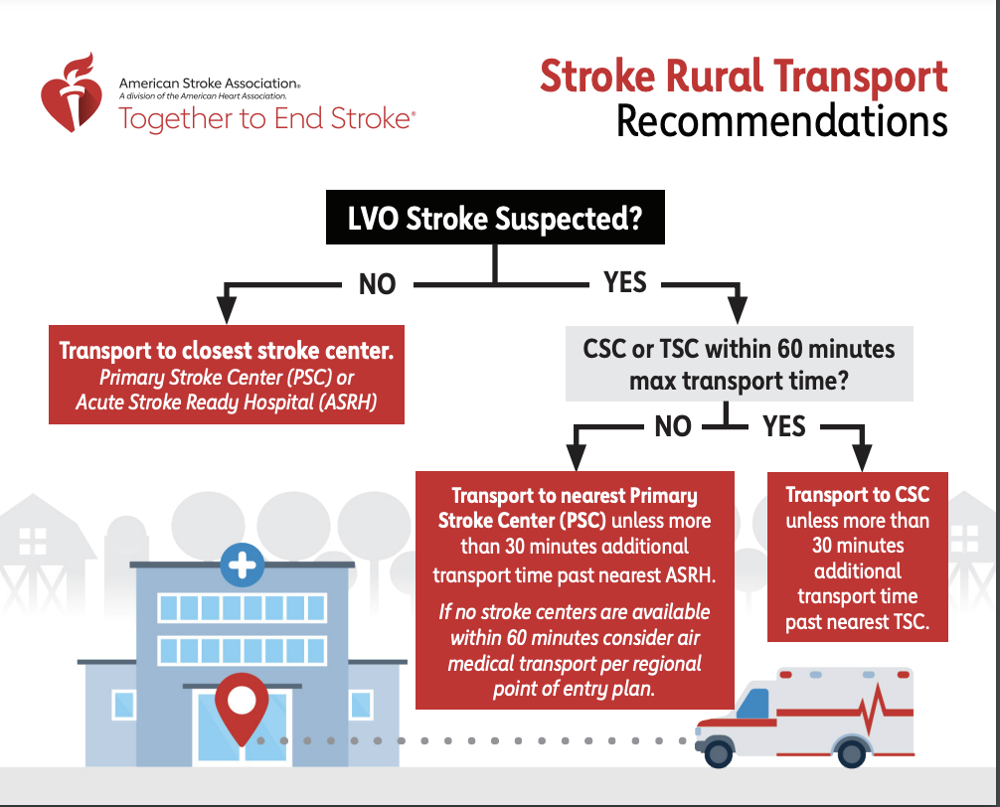 American Stroke Association®
A division of the American Heart Association.
Together to End Stroke®
Stroke Rural Transport
Recommendations
LVO Stroke Suspected?
NO
YES
Transport to closest stroke center.
Primary Stroke Center (PSC) or
Acute Stroke Ready Hospital (ASRH)
CSC or TSC within 60 minutes
max transport time?
NO
YES
Transport to nearest Primary
Stroke Center (PSC) unless more
than 30 minutes additional
transport time past nearest ASRH.
If no stroke centers are available
within 60 minutes consider air
medical transport per regional
point of entry plan.
Transport to CSC
unless more than
30 minutes
additional
transport time
past nearest TSC.